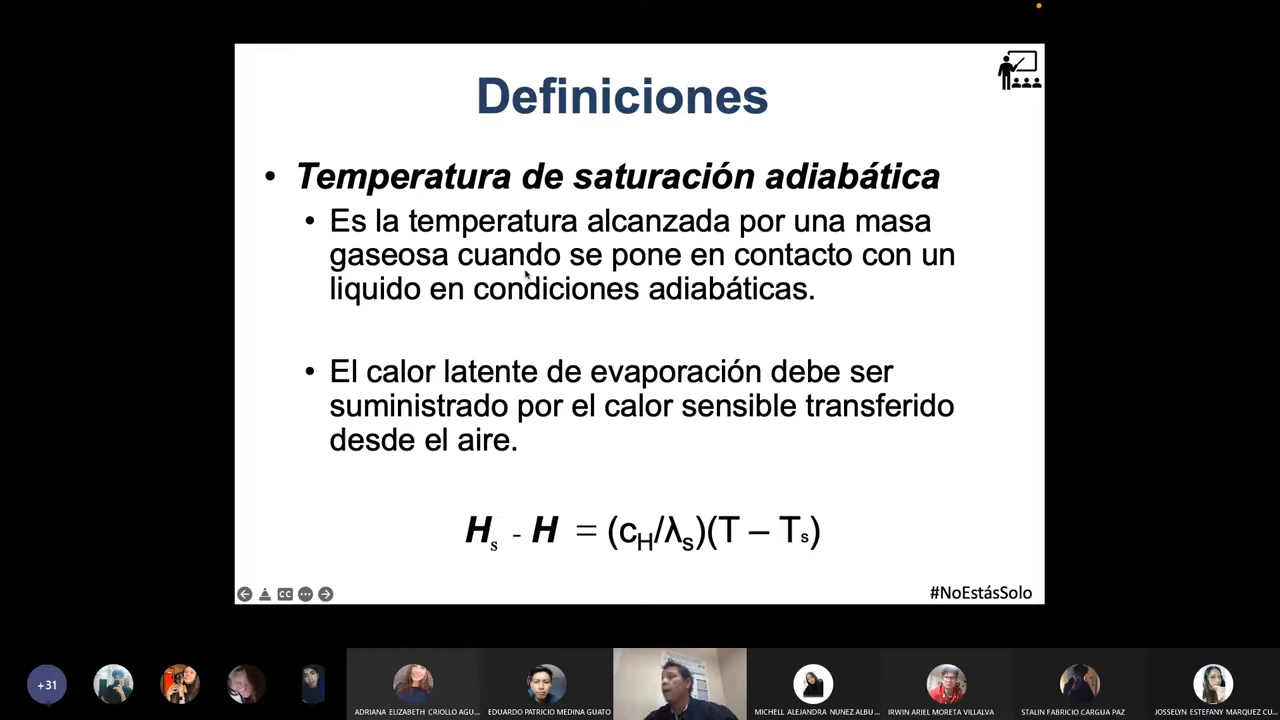 Definiciones
• Temperatura de saturación adiabática
• Es la temperatura alcanzada por una masa
gaseosa cuando se pone en contacto con un
liquido en condiciones adiabáticas.
• El calor latente de evaporación debe ser
suministrado por el calor sensible transferido
desde el aire.
Hs - H = (cH/λs)(T – Ts)
CC
#NoEstásSolo
+31
ADRIANA ELIZABETH CRIOLLO AGU...
EDUARDO PATRICIO MEDINA GUATO
MICHELL ALEJANDRA NUNEZ ALBU...
IRWIN ARIEL MORETA VILLALVA
STALIN FABRICIO CARGUA PAZ
JOSSELYN ESTEFANY MARQUEZ CU...